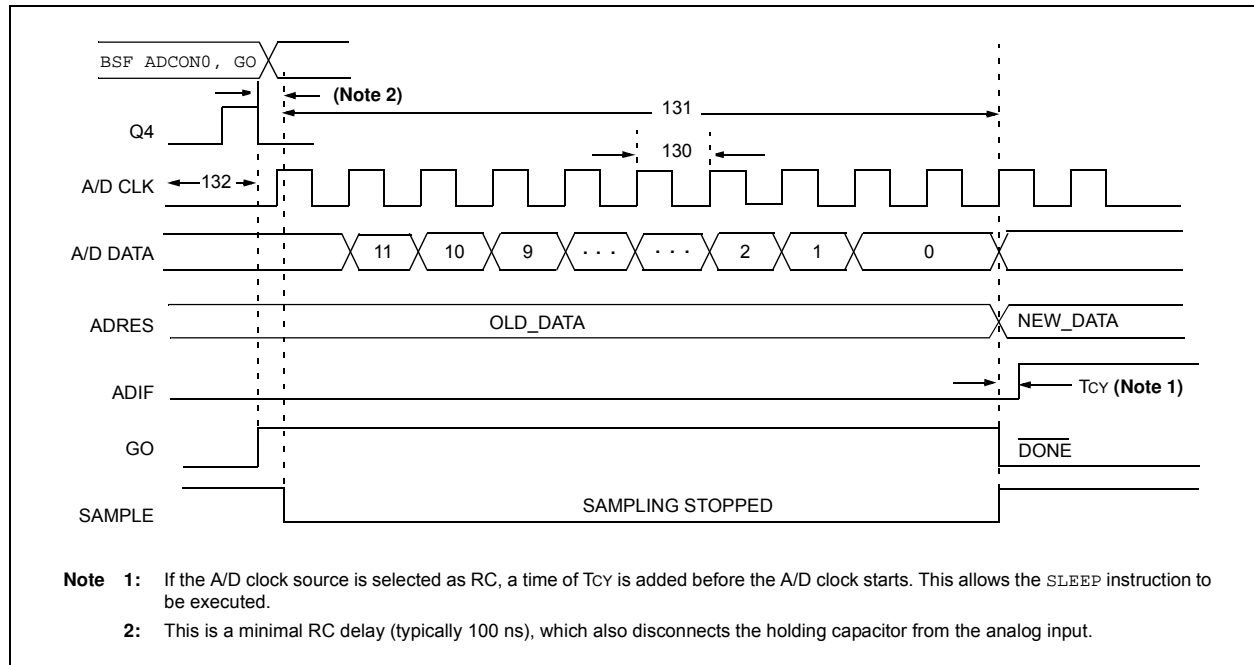 BSF ADCON0, GO
(Note 2)
131
Q4
130
A/D CLK
132
A/D DATA
11 10 9 . . . . . . 2 1 0
ADRES
OLD_DATA
NEW_DATA
ADIF
TCY (Note 1)
GO
DONE
SAMPLE
SAMPLING STOPPED
Note 1: If the A/D clock source is selected as RC, a time of TCY is added before the A/D clock starts. This allows the SLEEP instruction to
be executed.
2: This is a minimal RC delay (typically 100 ns), which also disconnects the holding capacitor from the analog input.